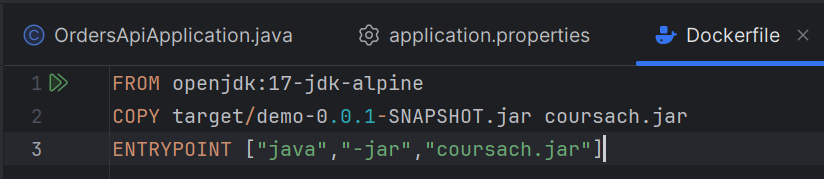 OrdersApiApplication.java application.properties Dockerfile
1 FROM openjdk:17-jdk-alpine
2 COPY target/demo-0.0.1-SNAPSHOT.jar coursach.jar
3 ENTRYPOINT ["java","-jar","coursach.jar"]